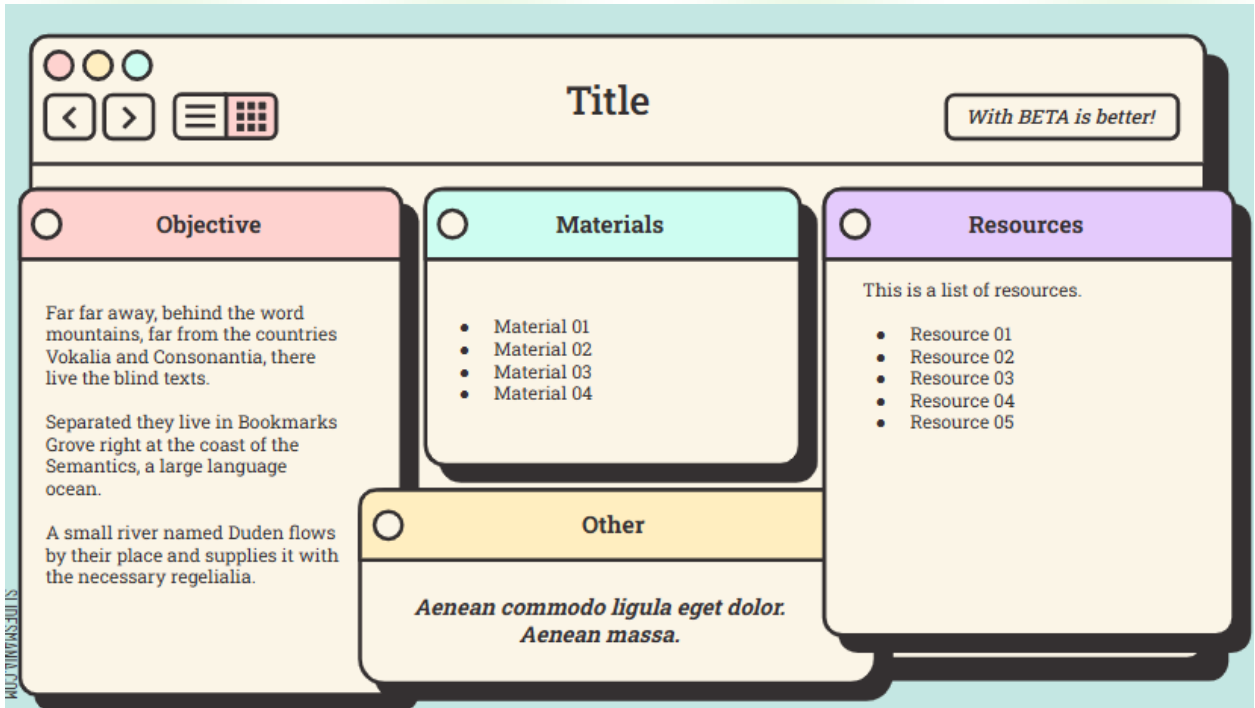 Title
With BETA is better!
Objective
Far far away, behind the word
mountains, far from the countries
Vokalia and Consonantia, there
live the blind texts.
Separated they live in Bookmarks
Grove right at the coast of the
Semantics, a large language
ocean.
A small river named Duden flows
by their place and supplies it with
the necessary regelialia.
Materials
● Material 01
● Material 02
● Material 03
● Material 04
Other
Aenean commodo ligula eget dolor.
Aenean massa.
Resources
This is a list of resources.
● Resource 01
● Resource 02
● Resource 03
● Resource 04
● Resource 05
SLIDESMANIA.COM